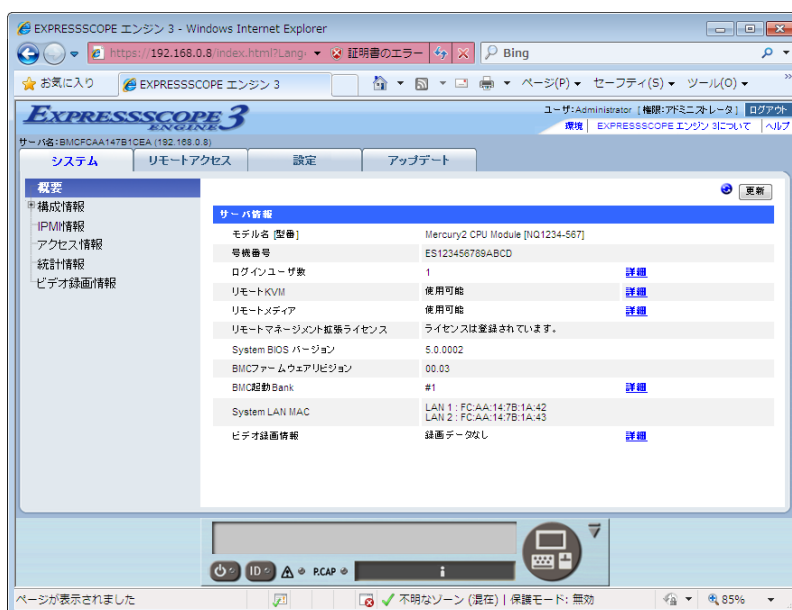 EXPRESSSCOPE エンジン 3 - Windows Internet Explorer
https://192.168.0.8/index.html?Lang
証明書のエラー
Bing
お気に入り
EXPRESSSCOPE エンジン 3
ページ(P)
セーフティ(S)
ツール(O)
»
EXPRESSSCOPE ENGINE 3
ユーザ:Administrator [権限:アドミニストレータ]
ログアウト
環境
EXPRESSSCOPE エンジン 3について
ヘルプ
サーバ名:BMCFCAA147B1CEA (192.168.0.8)
システム
リモートアクセス
設定
アップデート
概要
構成情報
IPMI情報
アクセス情報
統計情報
ビデオ録画情報
更新
サーバ情報
モデル名 [型番] Mercury2 CPU Module [NQ1234-567]
号機番号 ES123456789ABCD
ログインユーザ数 1 詳細
リモートKVM 使用可能 詳細
リモートメディア 使用可能 詳細
リモートマネージメント拡張ライセンス ライセンスは登録されています。
System BIOS バージョン 5.0.0002
BMCファームウェアリビジョン 00.03
BMC起動Bank #1 詳細
System LAN MAC LAN 1 : FC:AA:14:7B:1A:42
LAN 2 : FC:AA:14:7B:1A:43
ビデオ録画情報 録画データなし 詳細
ID
P.CAP
i
ページが表示されました
不明なゾーン (混在) | 保護モード: 無効
85%